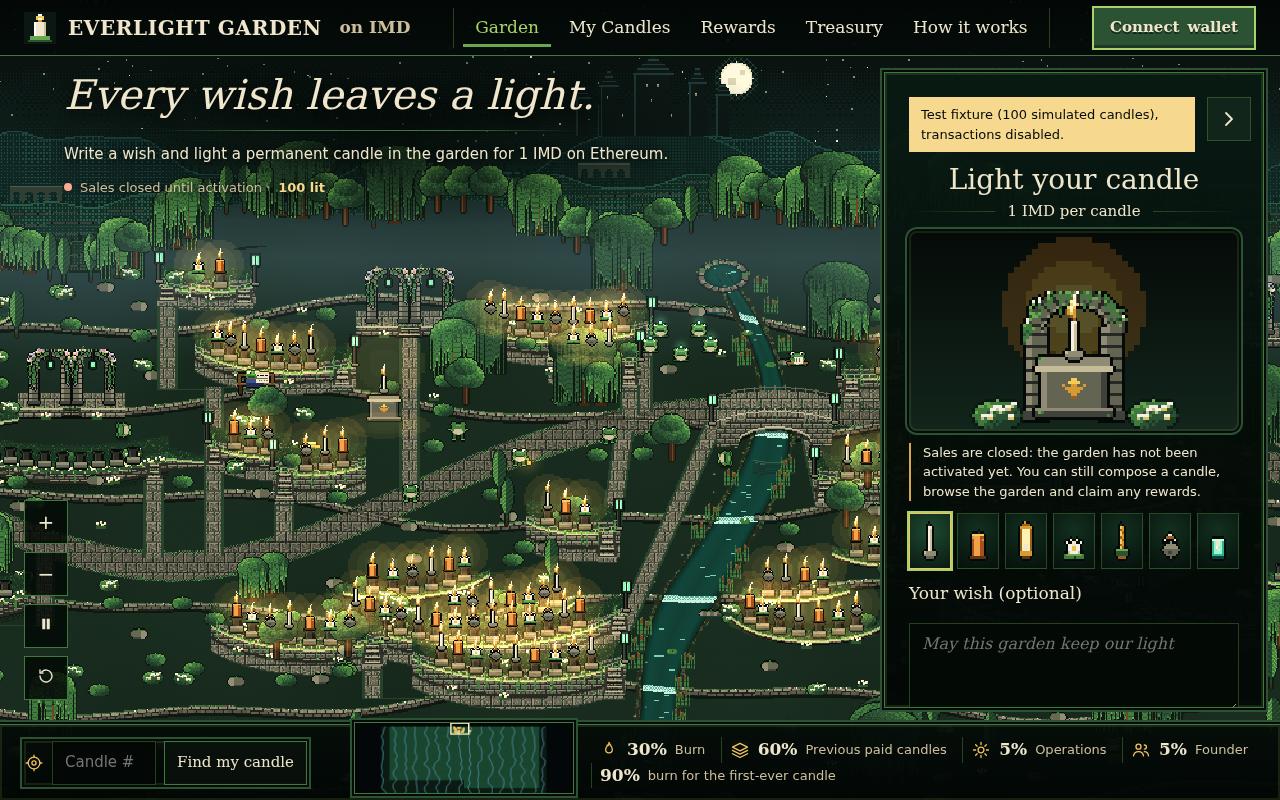 EVERLIGHT GARDEN on IMD
Garden
My Candles
Rewards
Treasury
How it works
Connect wallet
Every wish leaves a light.
Write a wish and light a permanent candle in the garden for 1 IMD on Ethereum.
Sales closed until activation · 100 lit
Test fixture (100 simulated candles),
transactions disabled.
Light your candle
1 IMD per candle
Sales are closed: the garden has not been
activated yet. You can still compose a candle,
browse the garden and claim any rewards.
Your wish (optional)
May this garden keep our light
Candle #
Find my candle
30% Burn
60% Previous paid candles
5% Operations
5% Founder
90% burn for the first-ever candle